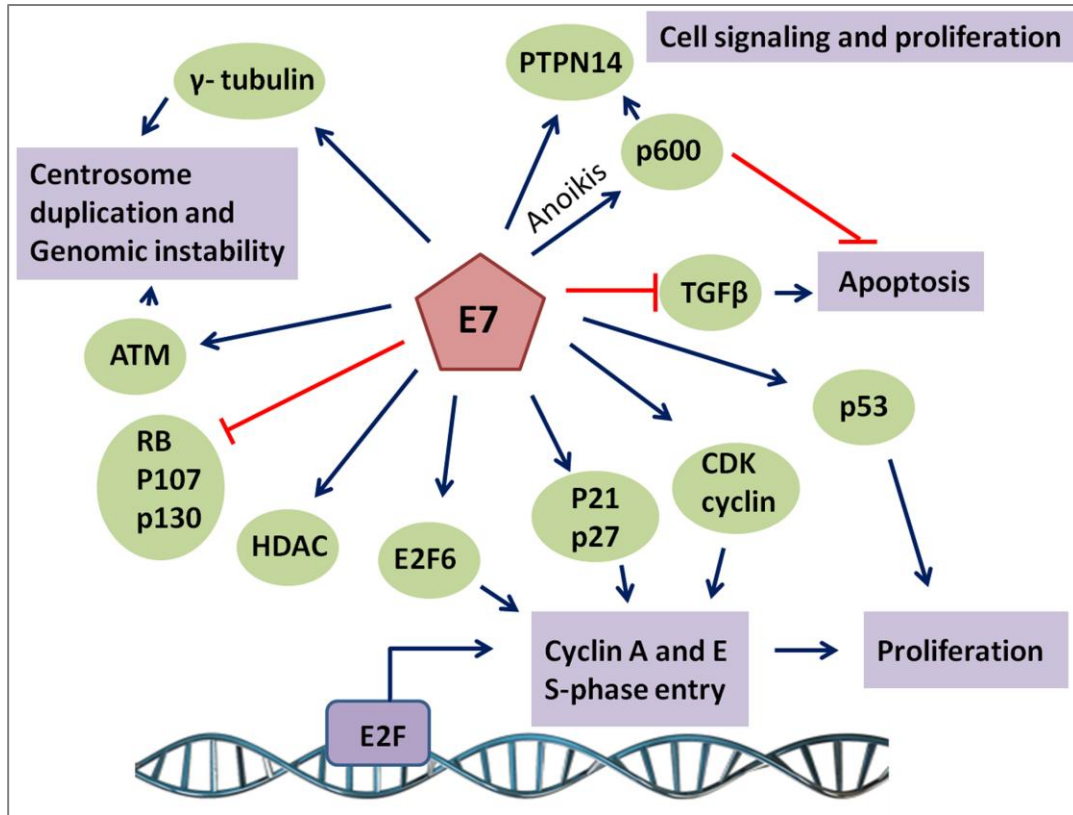 Cell signaling and proliferation
PTPN14
γ- tubulin
p600
Anoikis
Centrosome
duplication and
Genomic instability
TGFβ
Apoptosis
E7
ATM
p53
RB
P107
p130
CDK
cyclin
P21
p27
HDAC
E2F6
Cyclin A and E
S-phase entry
Proliferation
E2F